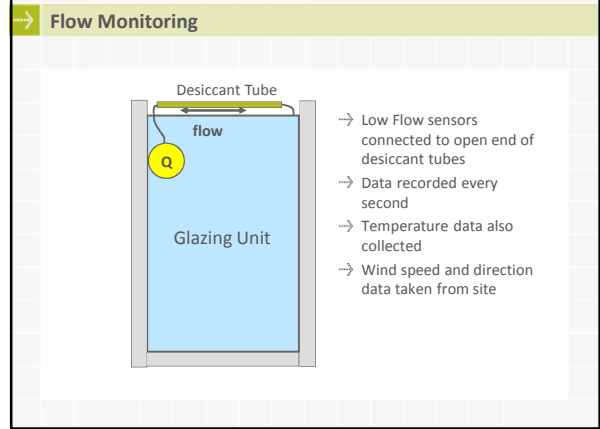 Flow Monitoring
Desiccant Tube
flow
Q
Glazing Unit
Low Flow sensors
connected to open end of
desiccant tubes
Data recorded every
second
Temperature data also
collected
Wind speed and direction
data taken from site